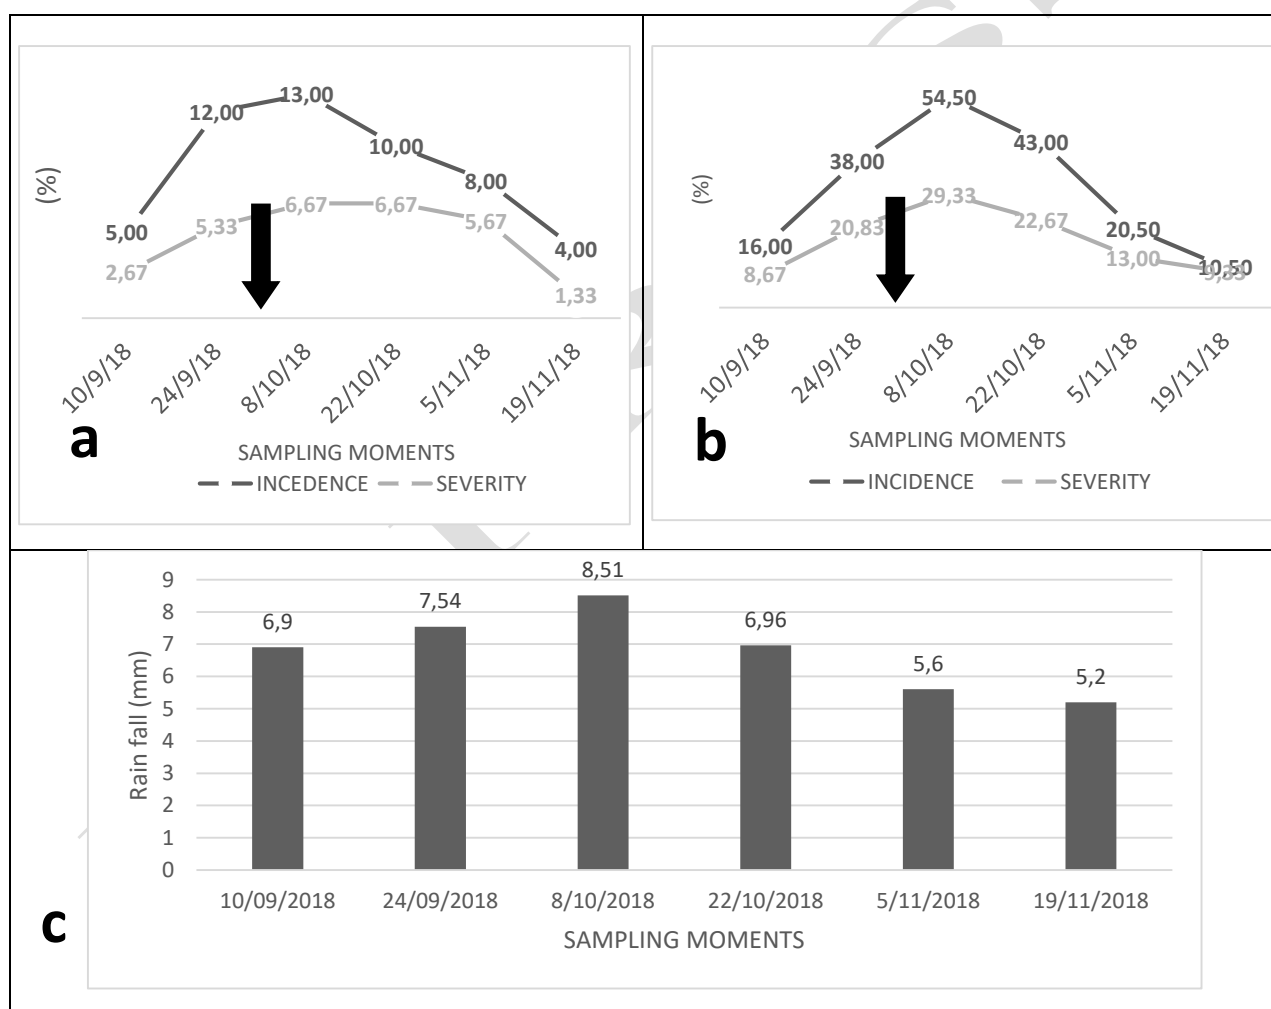 13,00
12,00
10,00
8,00
5,00
4,00
6,67 6,67
5,33
5,67
2,67
1,33
(%)
10/9/18 24/9/18 8/10/18 22/10/18 5/11/18 19/11/18
a
SAMPLING MOMENTS
INCEDENCE SEVERITY
54,50
43,00
38,00
29,33
20,83
22,67
20,50
16,00
13,00
10,50
8,67
9,33
(%)
10/9/18 24/9/18 8/10/18 22/10/18 5/11/18 19/11/18
b
SAMPLING MOMENTS
INCIDENCE SEVERITY
Rain fall (mm)
9
8
7
6
5
4
3
2
1
0
6,9 7,54 8,51 6,96 5,6 5,2
10/09/2018 24/09/2018 8/10/2018 22/10/2018 5/11/2018 19/11/2018
c
SAMPLING MOMENTS